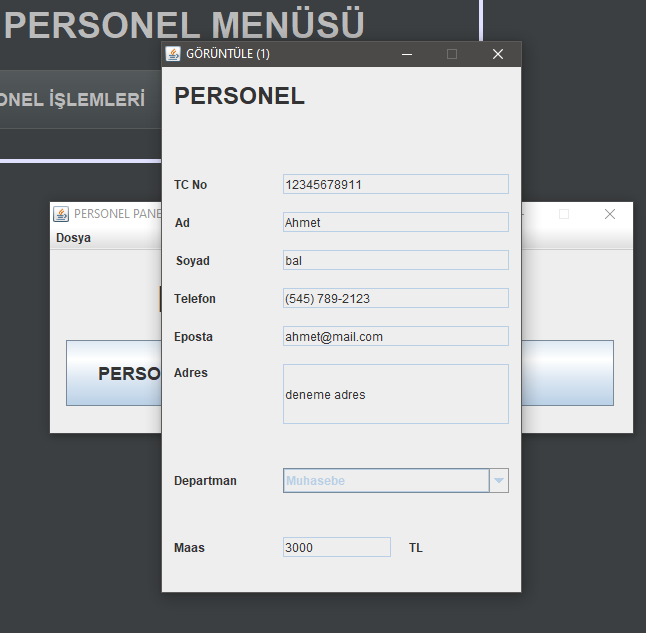 PERSONEL MENÜSÜ
GÖRÜNTÜLE (1)
ONEL İŞLEMLERİ
PERSONEL
TC No 12345678911
PERSONEL PANE
Ad Ahmet
Dosya
Soyad bal
Telefon (545) 789-2123
Eposta ahmet@mail.com
PERSO
Adres deneme adres
Departman Muhasebe
Maas 3000 TL